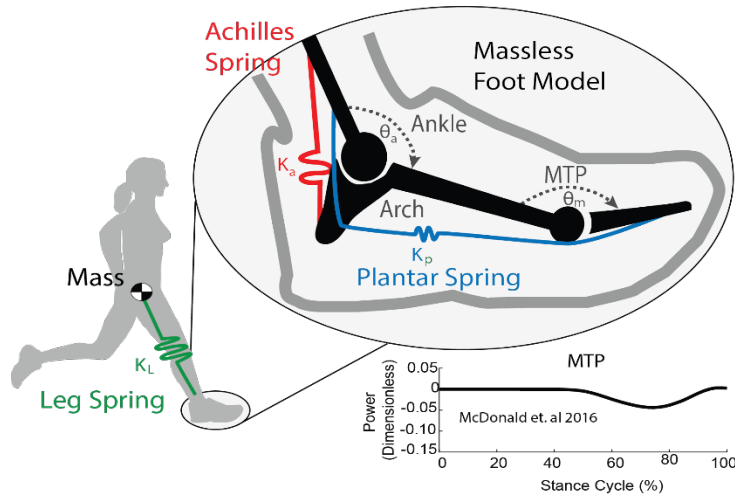 Achilles
Spring
Massless
Foot Model
Ankle
θa
Ka
MTP
θm
Arch
Kp
Plantar Spring
Mass
KL
Leg Spring
MTP
Power
(Dimensionless)
0.05
0
-0.05
-0.10
-0.15
McDonald et. al 2016
0 20 40 60 80 100
Stance Cycle (%)